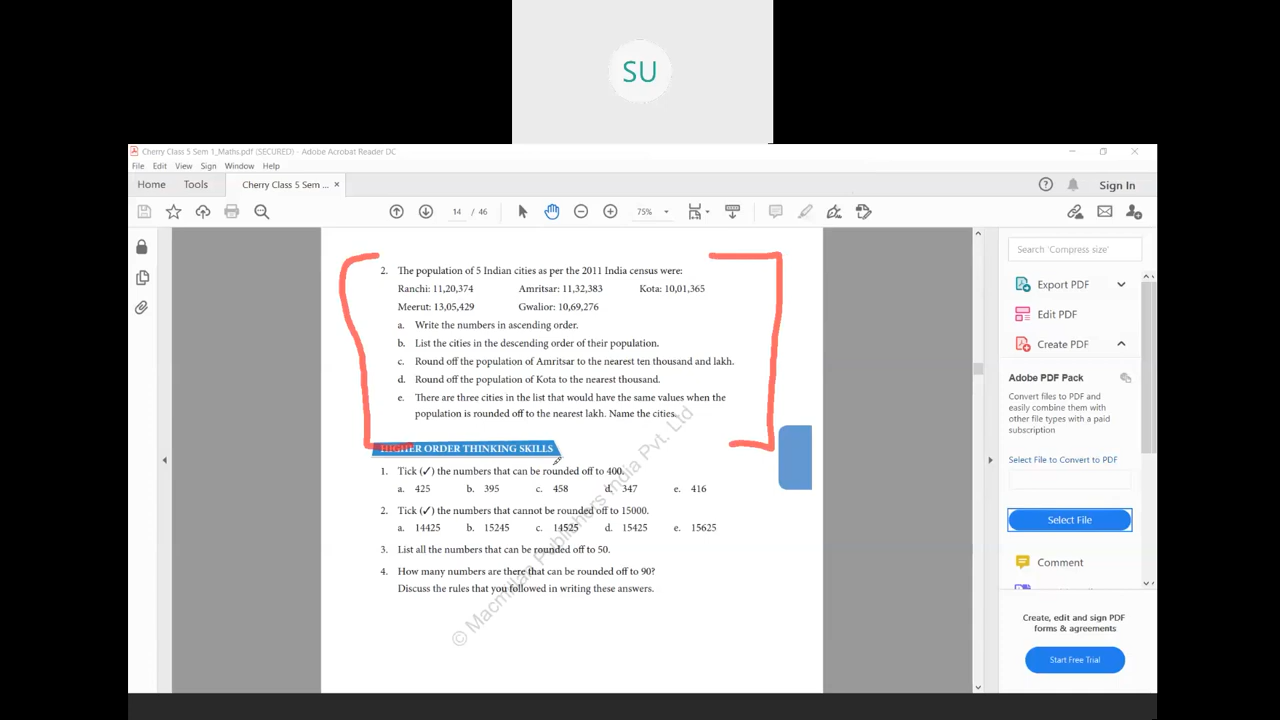 SU
Cherry Class 5 Sem 1_Maths.pdf (SECURED) - Adobe Acrobat Reader DC
File Edit View Sign Window Help
Home Tools Cherry Class 5 Sem ... × Sign In
14 / 46 75%
2. The population of 5 Indian cities as per the 2011 India census were:
Ranchi: 11,20,374 Amritsar: 11,32,383 Kota: 10,01,365
Meerut: 13,05,429 Gwalior: 10,69,276
a. Write the numbers in ascending order.
b. List the cities in the descending order of their population.
c. Round off the population of Amritsar to the nearest ten thousand and lakh.
d. Round off the population of Kota to the nearest thousand.
e. There are three cities in the list that would have the same values when the
population is rounded off to the nearest lakh. Name the cities.
HIGHER ORDER THINKING SKILLS
1. Tick (✓) the numbers that can be rounded off to 400.
a. 425 b. 395 c. 458 d. 347 e. 416
2. Tick (✓) the numbers that cannot be rounded off to 15000.
a. 14425 b. 15245 c. 14525 d. 15425 e. 15625
3. List all the numbers that can be rounded off to 50.
4. How many numbers are there that can be rounded off to 90?
Discuss the rules that you followed in writing these answers.
© Macmillan Publishers India Pvt. Ltd
Search 'Compress size'
Export PDF
Edit PDF
Create PDF
Adobe PDF Pack
Convert files to PDF and
easily combine them with
other file types with a paid
subscription
Select File to Convert to PDF
Select File
Comment
Create, edit and sign PDF
forms & agreements
Start Free Trial